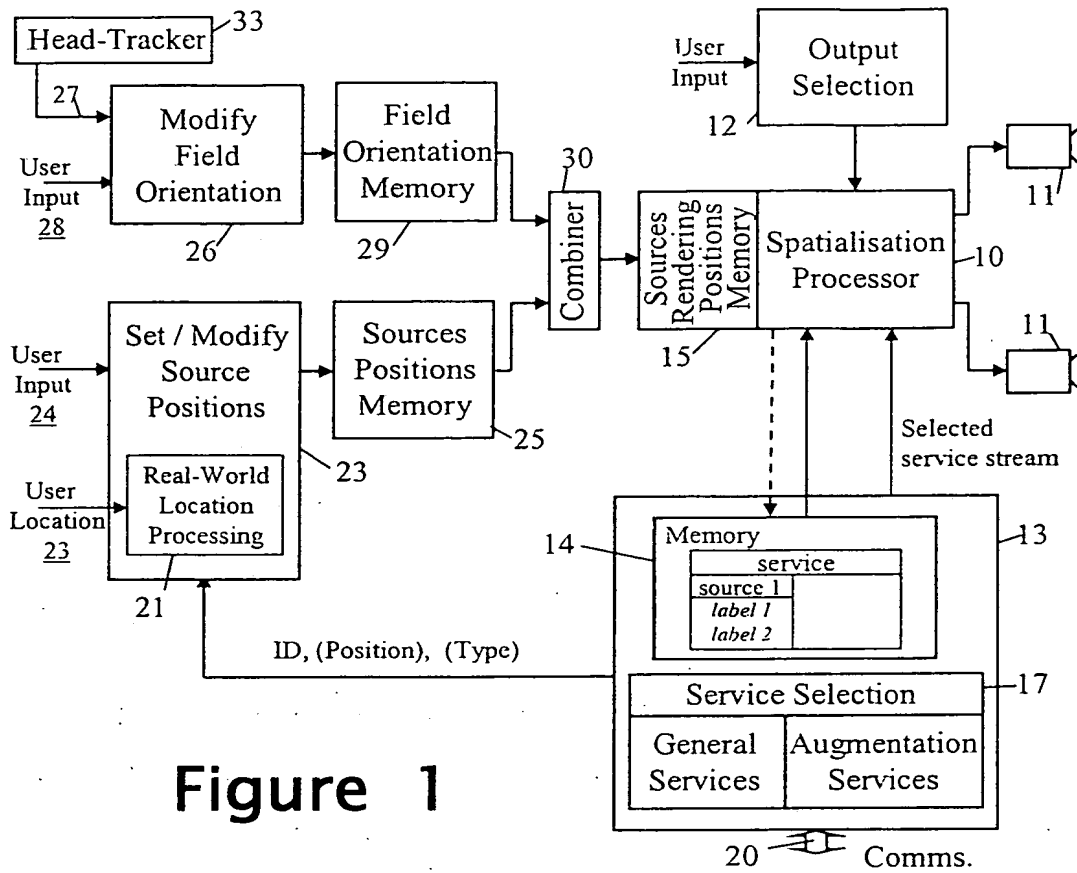 33
Head-Tracker
27
Modify
Field
Orientation
User
Input
28
26
Field
Orientation
Memory
29
30
Combiner
User
Input
Output
Selection
12
11
Sources
Rendering
Positions
Memory
15
Spatialisation
Processor
10
11
Set / Modify
Source
Positions
User
Input
24
Sources
Positions
Memory
25
23
Real-World
Location
Processing
User
Location
23
21
Selected
service stream
13
14
Memory
service
source 1
label 1
label 2
ID, (Position), (Type)
17
Service Selection
General
Services
Augmentation
Services
20
Comms.
Figure 1